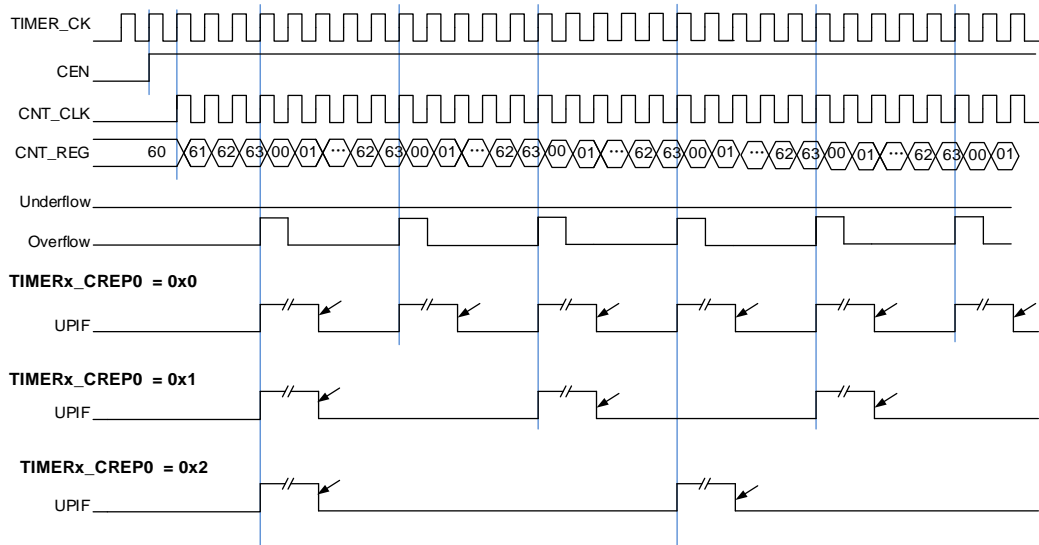 TIMER_CK
CEN
CNT_CLK
CNT_REG 60 61 62 63 00 01 ... 62 63 00 01 ... 62 63 00 01 ... 62 63 00 01 ... 62 63 00 01 ... 62 63 00 01
Underflow
Overflow
TIMERx_CREP0 = 0x0
UPIF
TIMERx_CREP0 = 0x1
UPIF
TIMERx_CREP0 = 0x2
UPIF